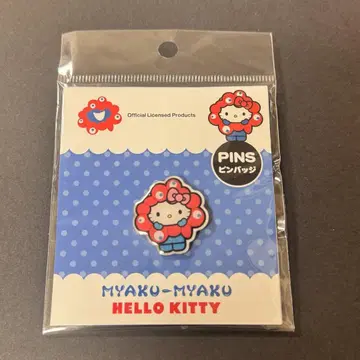 Official Licensed Products
PINS
ピンバッジ
MYAKU-MYAKU
HELLO KITTY